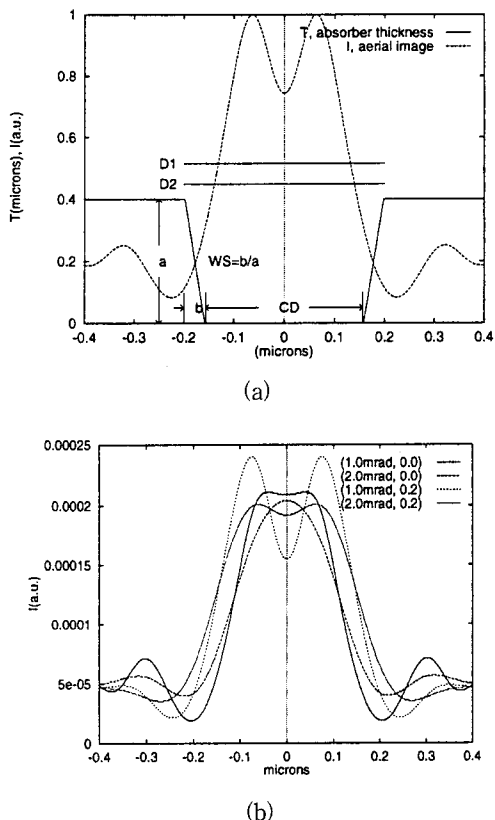 T, absorber thickness
I, aerial image
T(microns), I(a.u.)
1
0.8
0.6
0.4
0.2
0
D1
D2
a
WS=b/a
b
CD
-0.4 -0.3 -0.2 -0.1 0 0.1 0.2 0.3 0.4
(microns)
(a)
0.00025
0.0002
0.00015
0.0001
5e-05
0
I(a.u.)
(1.0mrad, 0.0)
(2.0mrad, 0.0)
(1.0mrad, 0.2)
(2.0mrad, 0.2)
-0.4 -0.3 -0.2 -0.1 0 0.1 0.2 0.3 0.4
microns
(b)